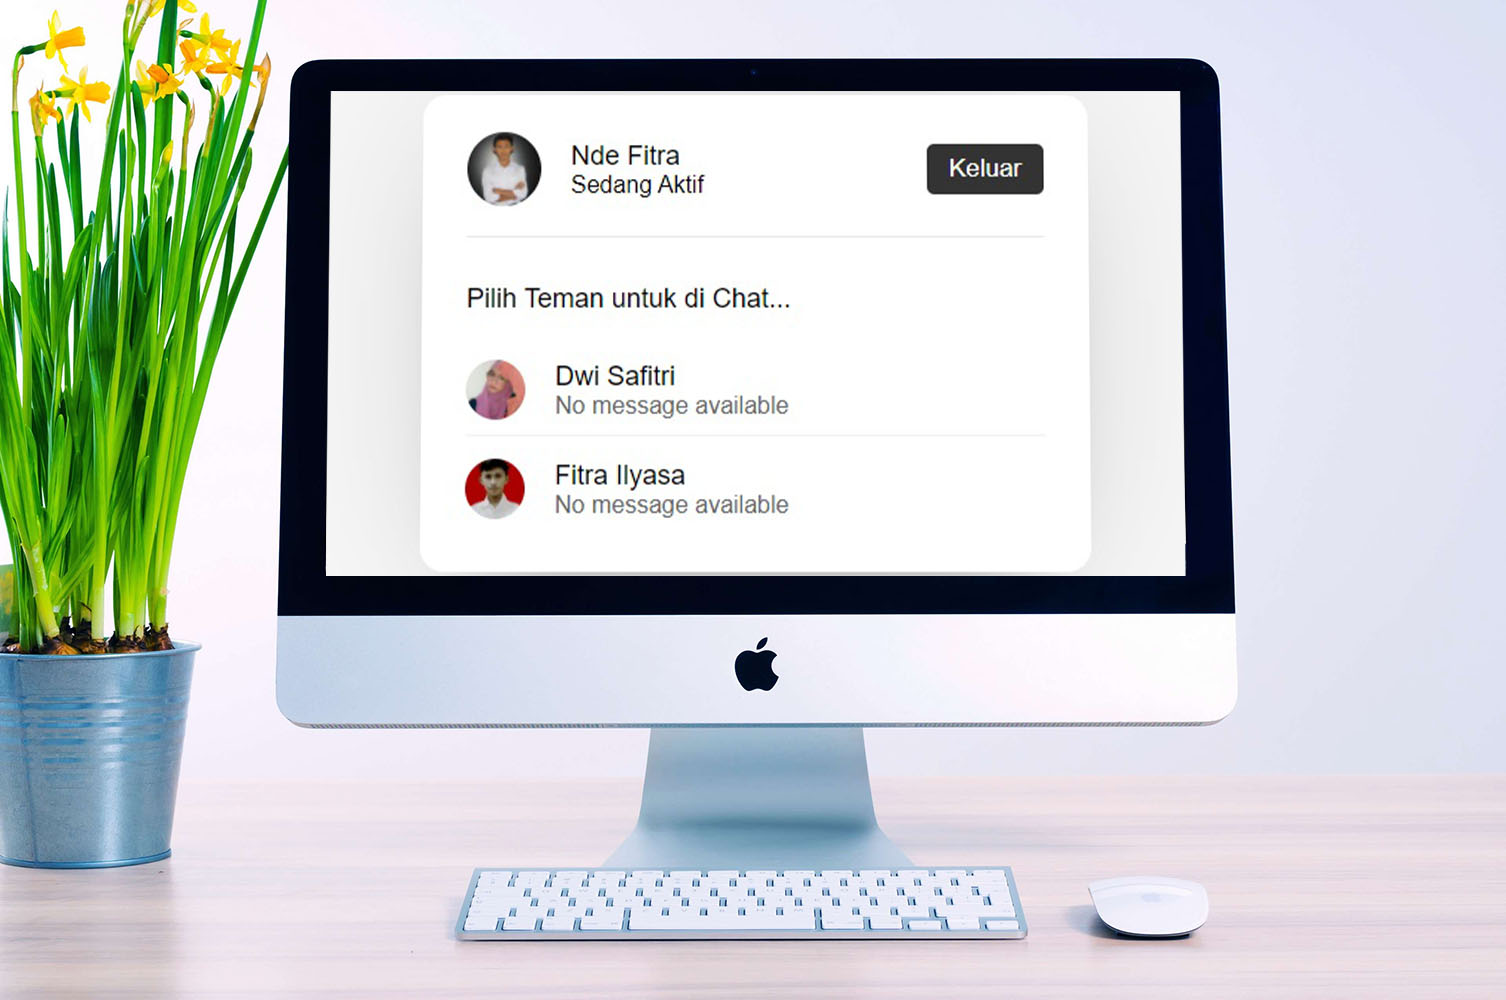 Nde Fitra
Sedang Aktif
Keluar
Pilih Teman untuk di Chat...
Dwi Safitri
No message available
Fitra Ilyasa
No message available